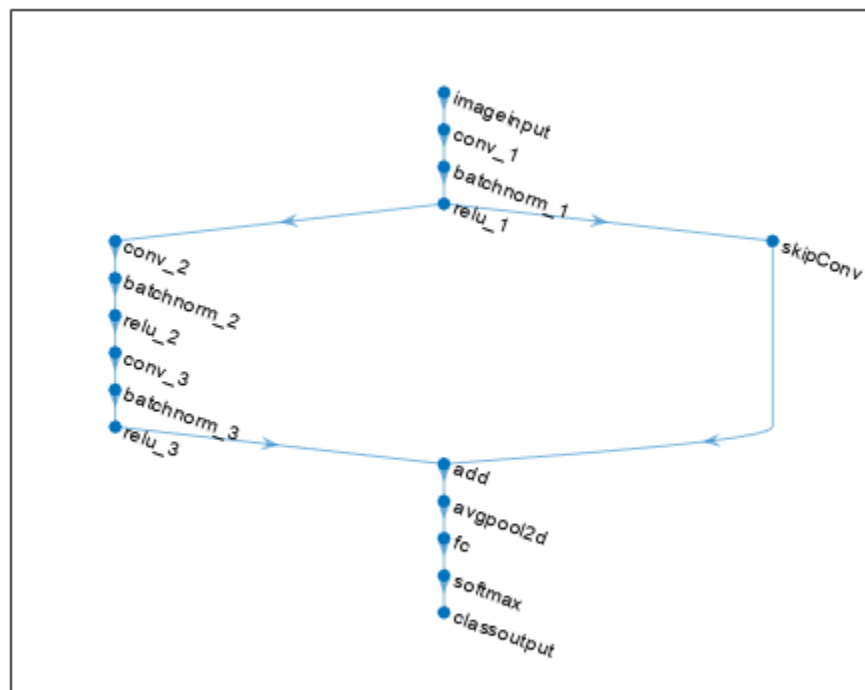 imageinput
conv_1
batchnorm_1
relu_1
conv_2
batchnorm_2
relu_2
conv_3
batchnorm_3
relu_3
skipConv
add
avgpool2d
fc
softmax
classoutput